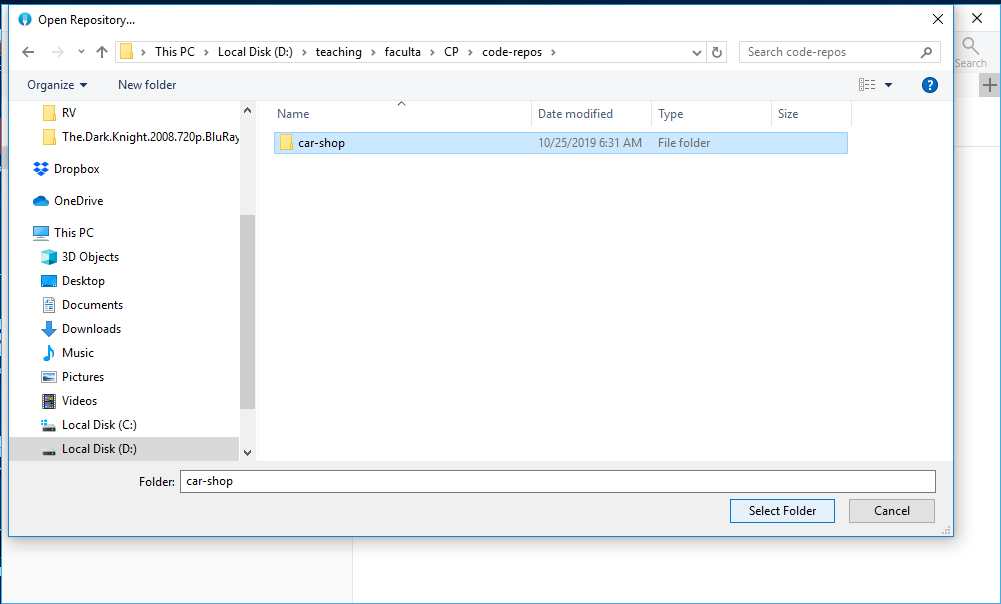 Open Repository...
This PC > Local Disk (D:) > teaching > faculta > CP > code-repos >
Search code-repos
Search
Organize
New folder
?
Name
Date modified
Type
Size
car-shop
10/25/2019 6:31 AM
File folder
RV
The.Dark.Knight.2008.720p.BluRay
Dropbox
OneDrive
This PC
3D Objects
Desktop
Documents
Downloads
Music
Pictures
Videos
Local Disk (C:)
Local Disk (D:)
Folder: car-shop
Select Folder
Cancel